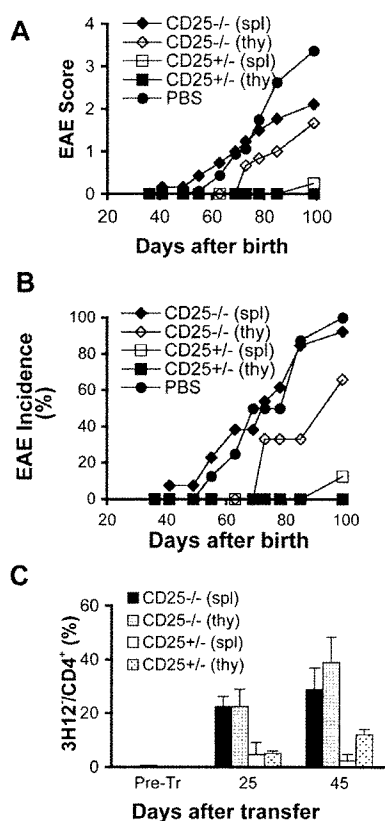 A
CD25-/- (spl)
CD25-/- (thy)
CD25+/- (spl)
CD25+/- (thy)
PBS
EAE Score
4
3
2
1
0
20 40 60 80 100
Days after birth
B
CD25-/- (spl)
CD25-/- (thy)
CD25+/- (spl)
CD25+/- (thy)
PBS
EAE Incidence
(%)
100
80
60
40
20
0
20 40 60 80 100
Days after birth
C
CD25-/- (spl)
CD25-/- (thy)
CD25+/- (spl)
CD25+/- (thy)
3H12⁻/CD4⁺ (%)
60
40
20
0
Pre-Tr 25 45
Days after transfer